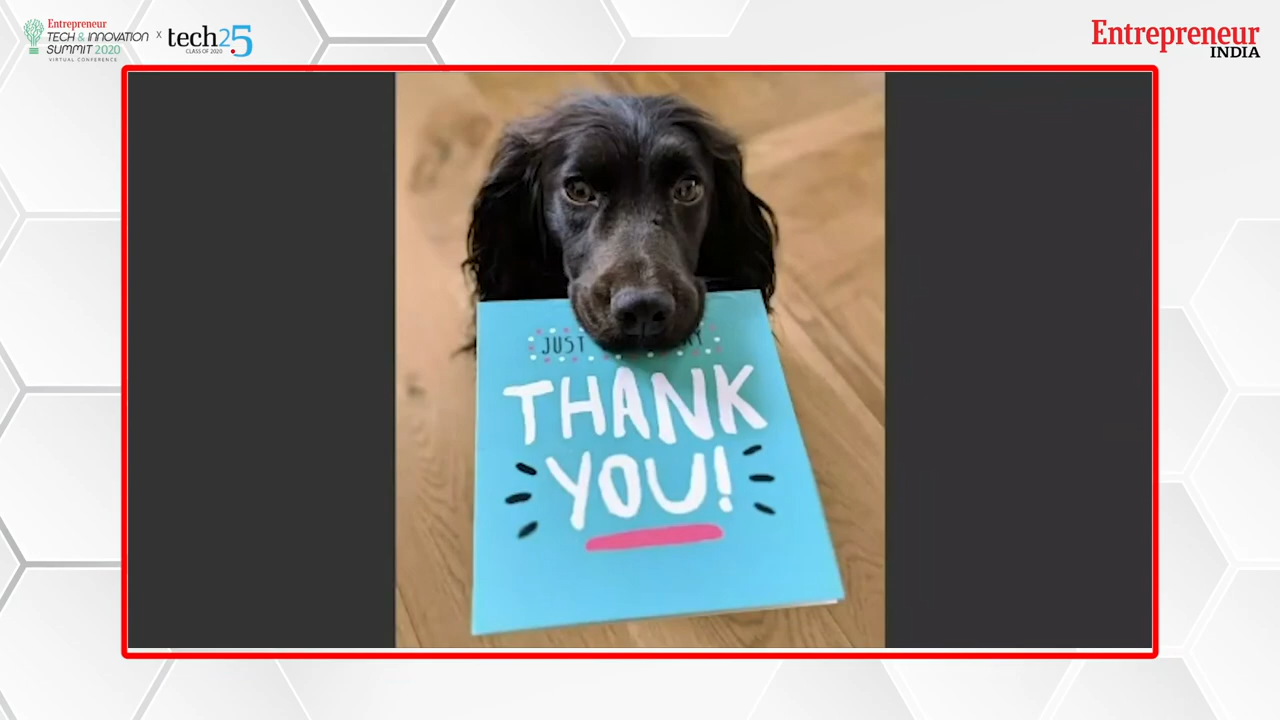 Entrepreneur
TECH & INNOVATION
SUMMIT 2020
VIRTUAL CONFERENCE
X
tech25
CLASS OF 2020
Entrepreneur
INDIA
JUST
THANK
YOU!